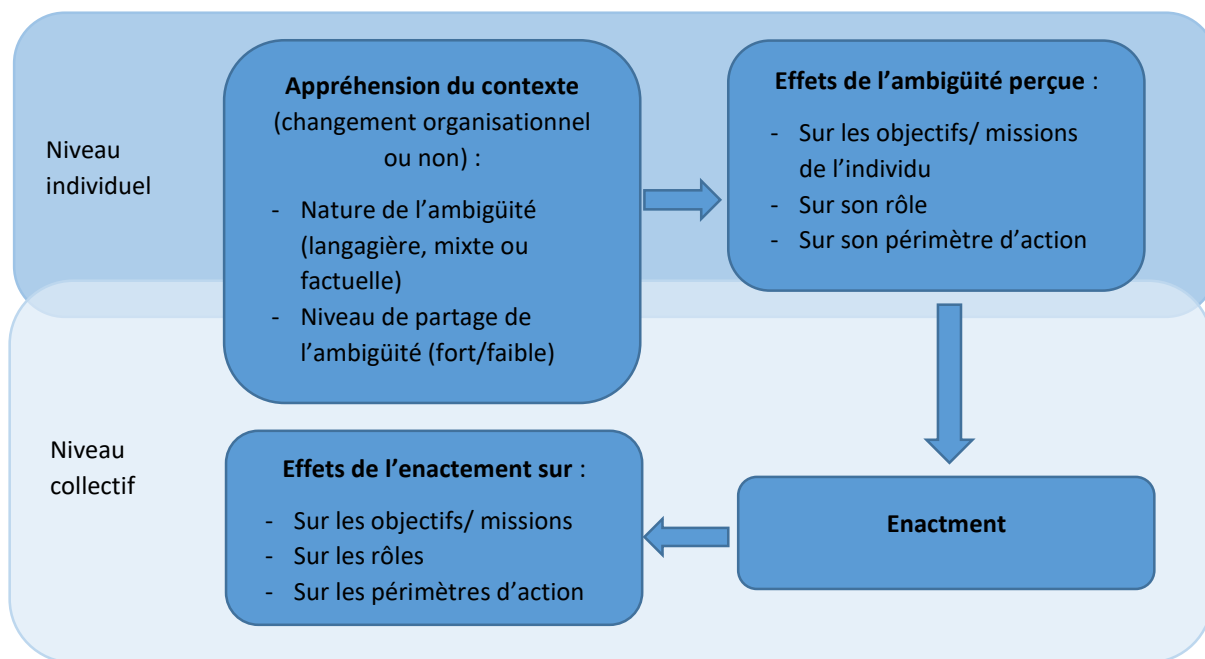 Niveau
individuel
Appréhension du contexte
(changement organisationnel
ou non) :
- Nature de l’ambigüité
(langagière, mixte ou
factuelle)
- Niveau de partage de
l’ambigüité (fort/faible)
Effets de l’ambigüité perçue :
- Sur les objectifs/ missions
de l’individu
- Sur son rôle
- Sur son périmètre d’action
Niveau
collectif
Effets de l’enactement sur :
- Sur les objectifs/ missions
- Sur les rôles
- Sur les périmètres d’action
Enactment